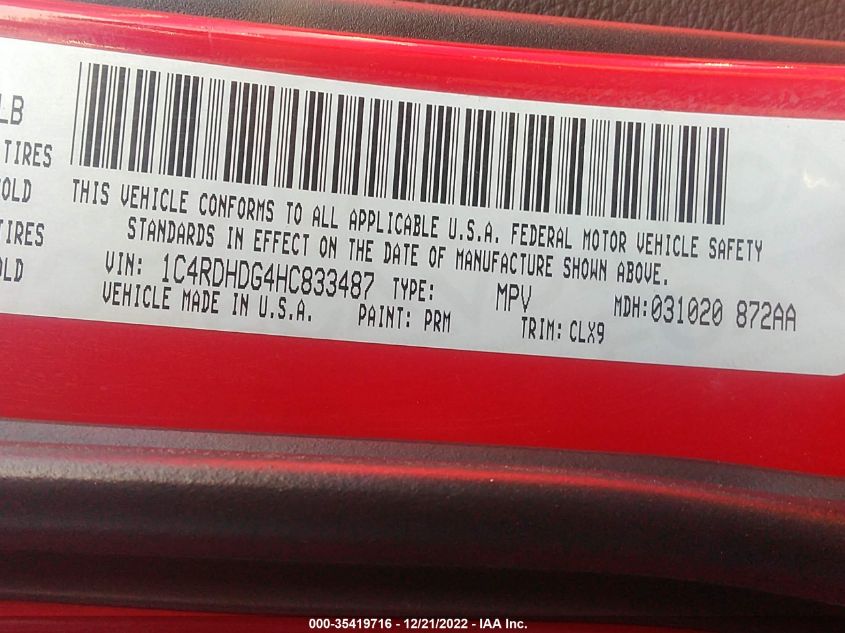 LB
TIRES
OLD
TIRES
OLD
THIS VEHICLE CONFORMS TO ALL APPLICABLE U.S.A. FEDERAL MOTOR VEHICLE SAFETY
STANDARDS IN EFFECT ON THE DATE OF MANUFACTURE SHOWN ABOVE.
VIN: 1C4RDHDG4HC833487 TYPE: MPV MDH:031020 872AA
VEHICLE MADE IN U.S.A. PAINT: PRM TRIM: CLX9
000-35419716 - 12/21/2022 - IAA Inc.